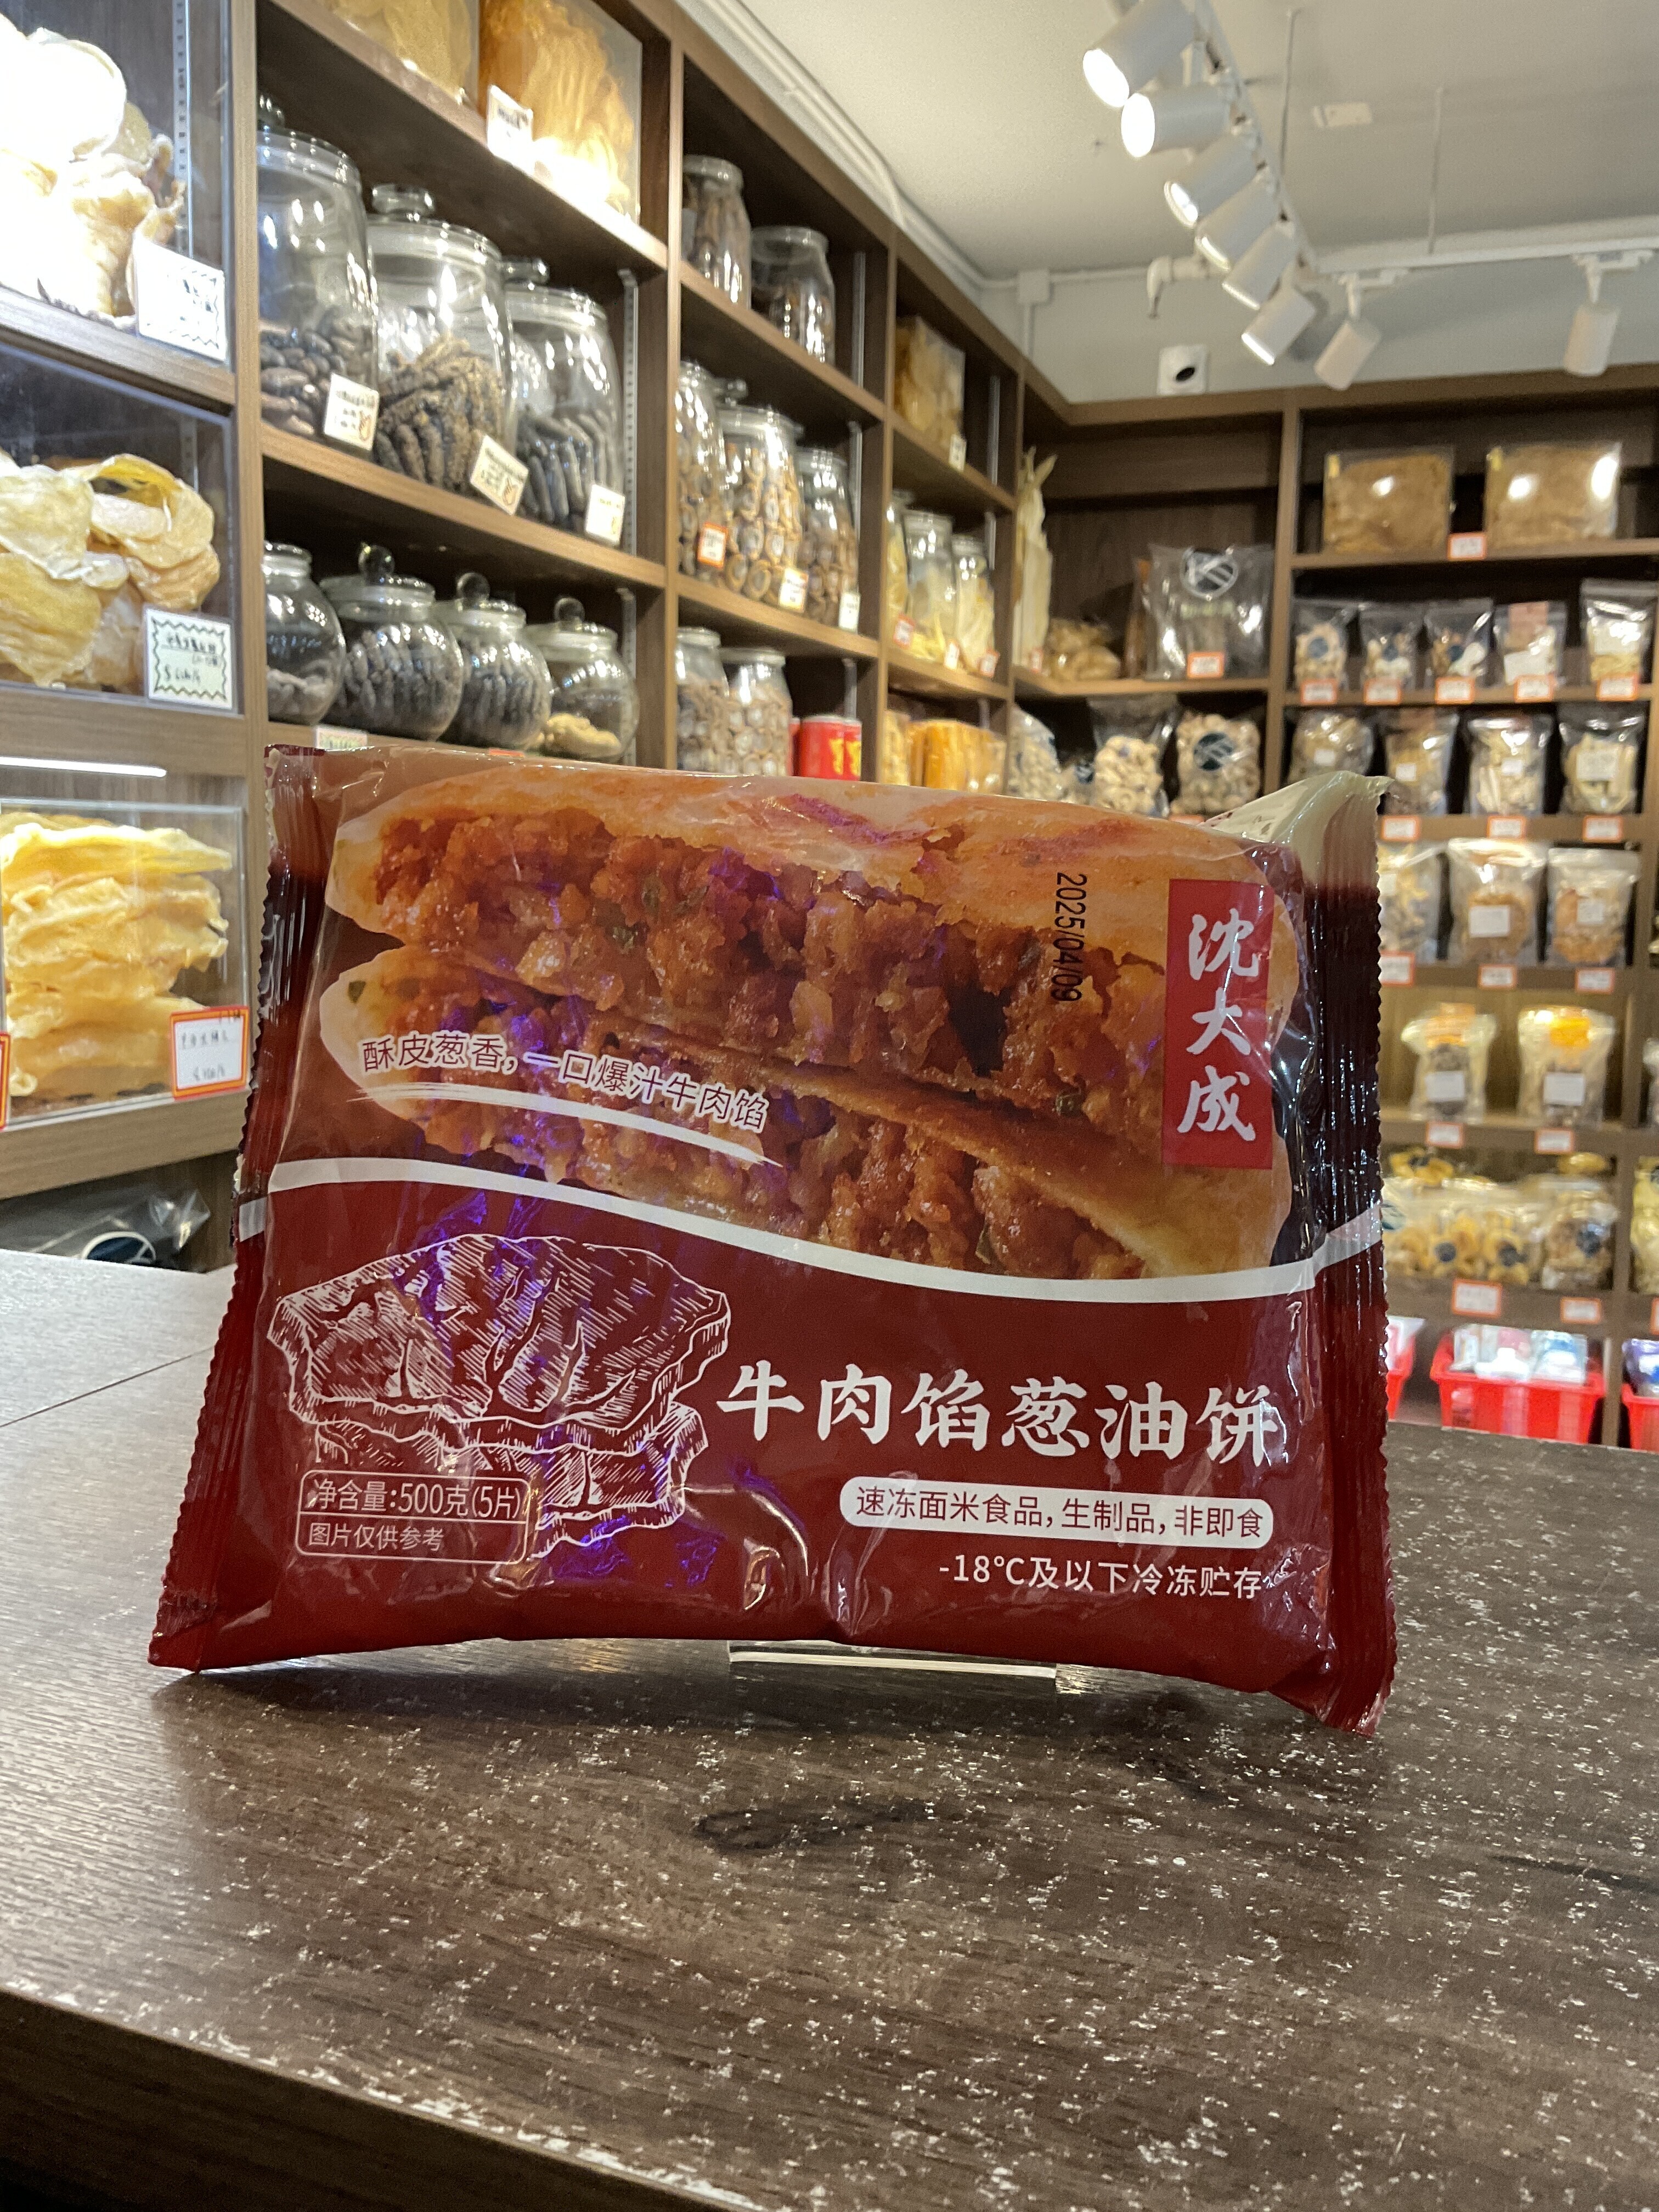 2025/04/09
沈大成
酥皮葱香，一口爆汁牛肉馅
牛肉馅葱油饼
净含量:500克(5片)
图片仅供参考
速冻面米食品，生制品，非即食
-18℃及以下冷冻贮存